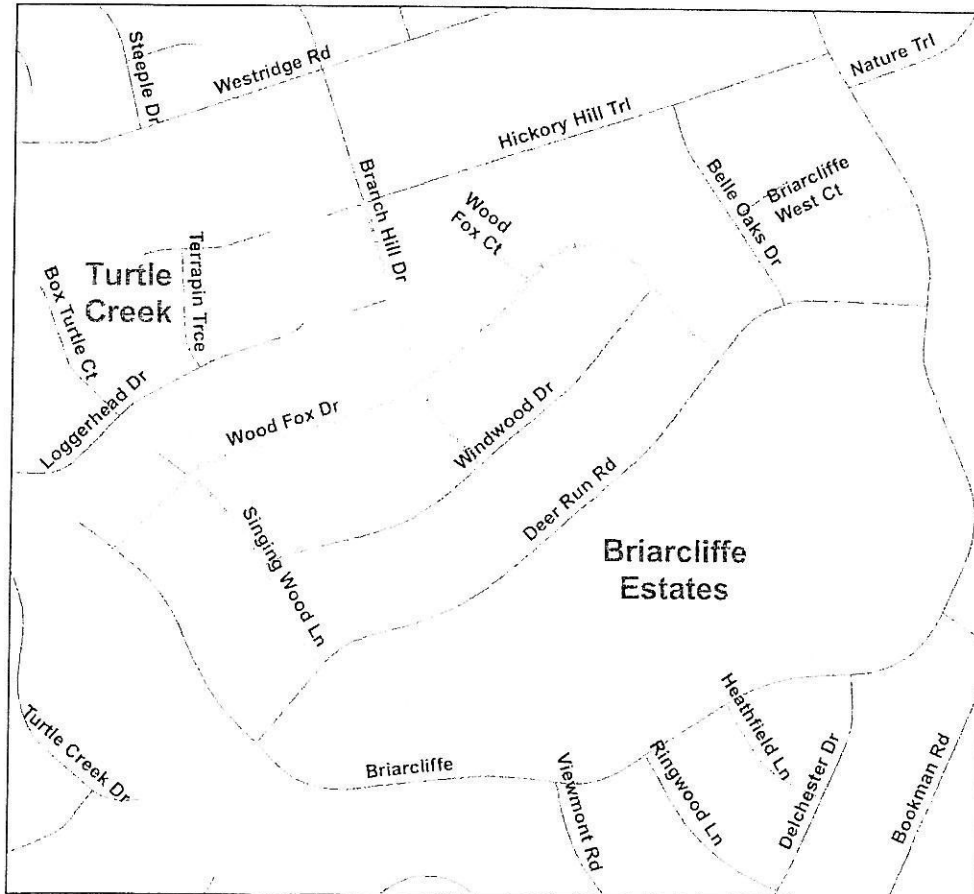 Steeple Dr
Westridge Rd
Nature Trl
Hickory Hill Trl
Branch Hill Dr
Wood
Fox Ct
Belle Oaks Dr
Briarcliffe
West Ct
Turtle
Creek
Terrapin Trce
Box Turtle Ct
Loggerhead Dr
Wood Fox Dr
Windwood Dr
Deer Run Rd
Singing Wood Ln
Briarcliffe
Estates
Turtle Creek Dr
Briarcliffe
Viewmont Rd
Ringwood Ln
Heathfield Ln
Delchester Dr
Bookman Rd